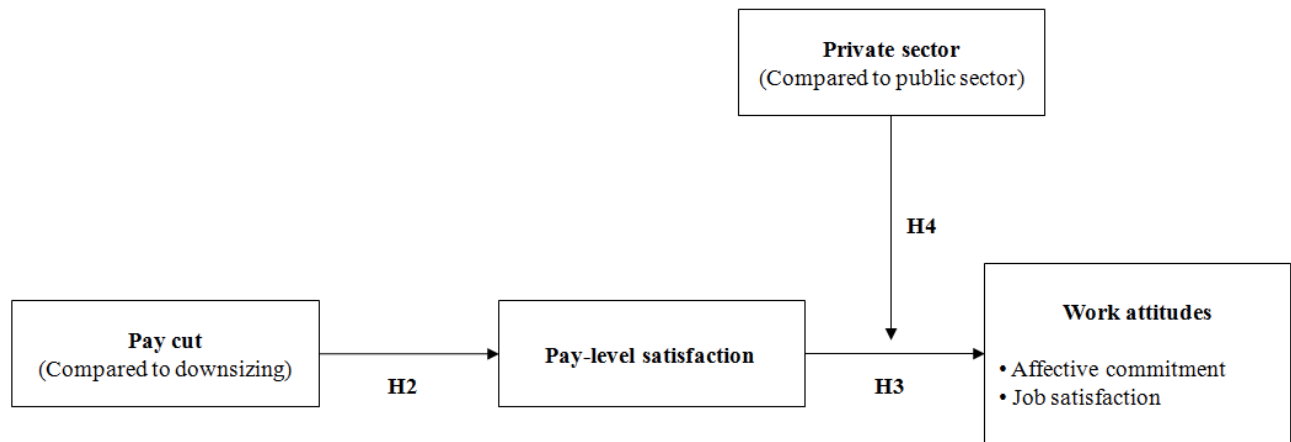 Private sector
(Compared to public sector)
H4
Pay cut
(Compared to downsizing)
H2
Pay-level satisfaction
H3
Work attitudes
• Affective commitment
• Job satisfaction